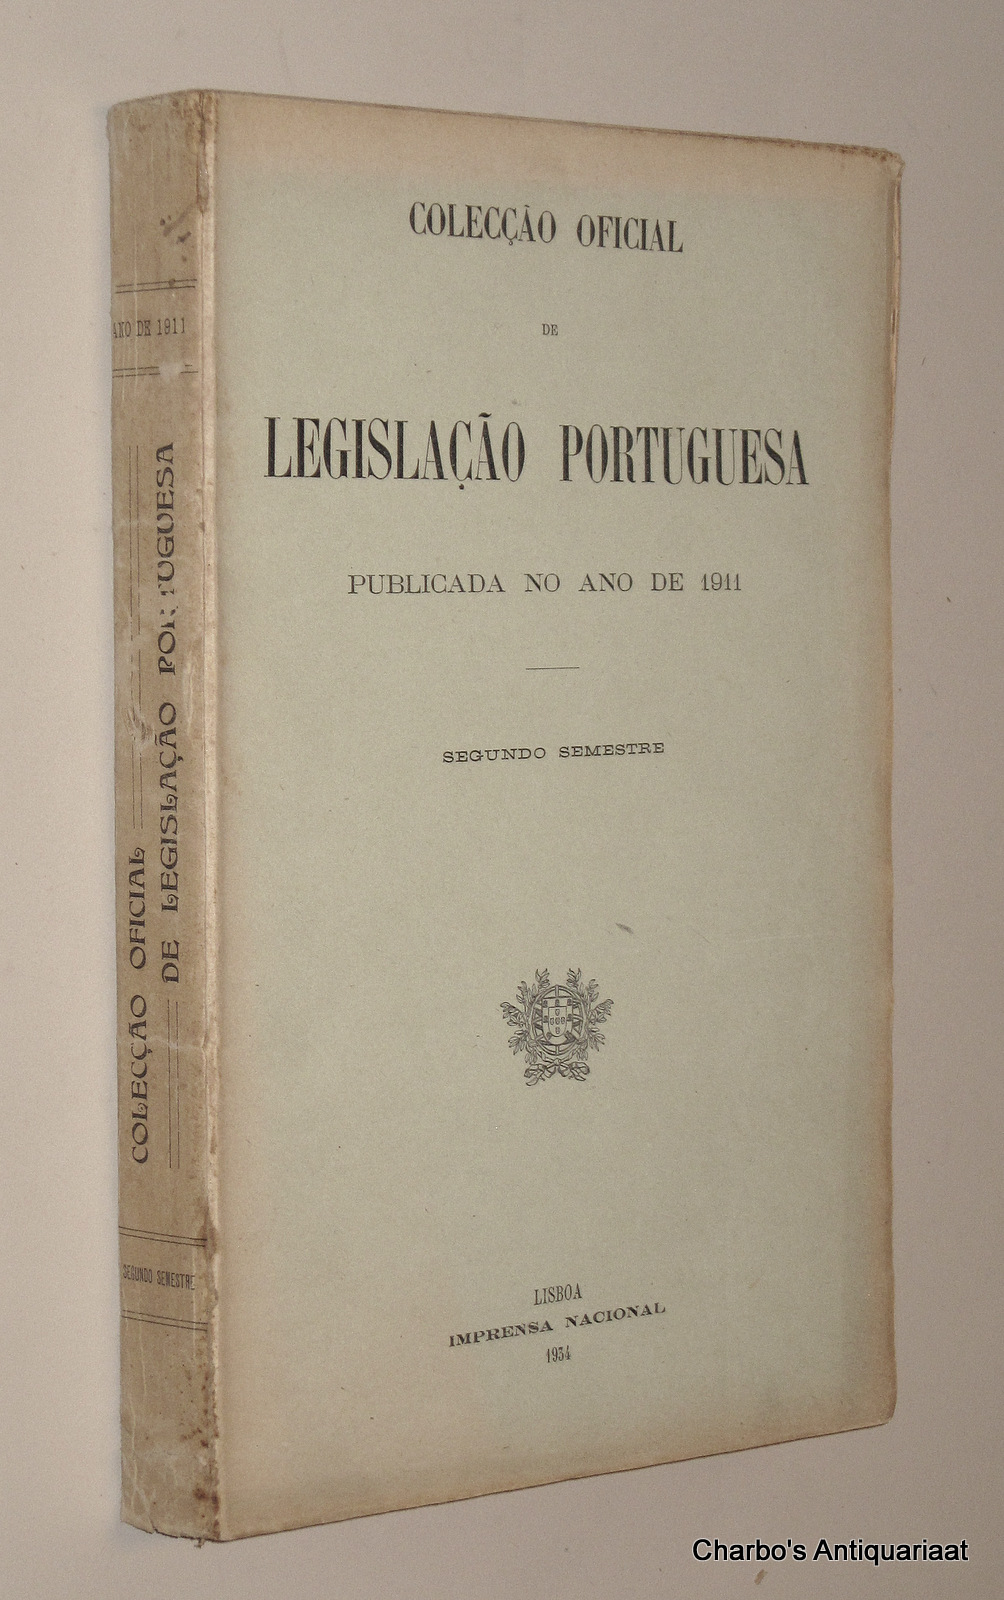 COLECÇÃO OFICIAL
DE
LEGISLAÇÃO PORTUGUESA
PUBLICADA NO ANO DE 1911
SEGUNDO SEMESTRE
LISBOA
IMPRENSA NACIONAL
1934
ANO DE 1911
COLECÇÃO OFICIAL
DE LEGISLAÇÃO PORTUGUESA
SEGUNDO SEMESTRE
Charbo's Antiquariaat